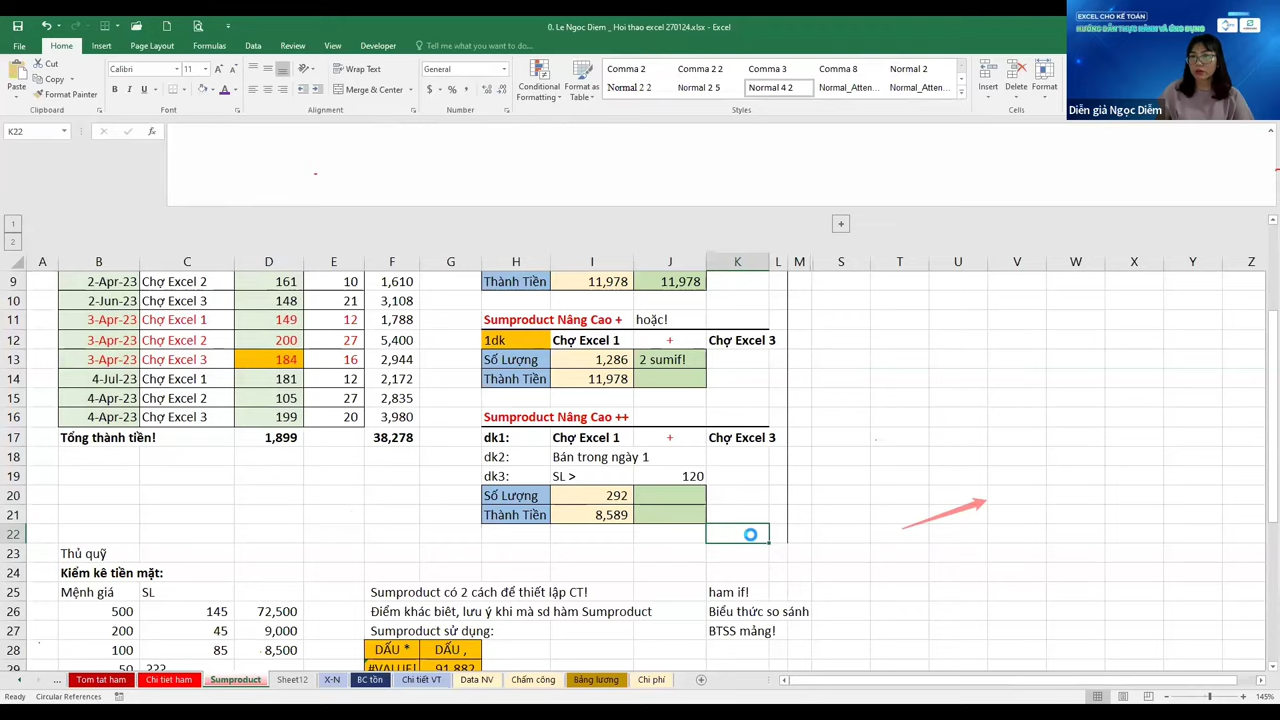 0. Le Ngoc Diem _ Hoi thao excel 270124.xlsx - Excel
EXCEL CHO KẾ TOÁN
HƯỚNG DẪN THỰC HÀNH VÀ ỨNG DỤNG
Diễn giả Ngọc Diễm
File Home Insert Page Layout Formulas Data Review View Developer Tell me what you want to do...
Paste Cut Copy Format Painter
Clipboard
Calibri 11
B I U
Font
Wrap Text
Merge & Center
Alignment
General
$ % ,
Number
Conditional Formatting Format as Table
Comma 2 Comma 2 2 Comma 3 Comma 8 Normal 2
Normal 2 2 Normal 2 5 Normal 4 2 Normal_Atten... Normal_Atten...
Styles
Insert Delete Format
Cells
K22 fx
1
2
A B C D E F G H I J K L M S T U V W X Y Z
9 2-Apr-23 Chợ Excel 2 161 10 1,610 Thành Tiền 11,978 11,978
10 2-Jun-23 Chợ Excel 3 148 21 3,108
11 3-Apr-23 Chợ Excel 1 149 12 1,788 Sumproduct Nâng Cao + hoặc!
12 3-Apr-23 Chợ Excel 2 200 27 5,400 1dk Chợ Excel 1 + Chợ Excel 3
13 3-Apr-23 Chợ Excel 3 184 16 2,944 Số Lượng 1,286 2 sumif!
14 4-Jul-23 Chợ Excel 1 181 12 2,172 Thành Tiền 11,978
15 4-Apr-23 Chợ Excel 2 105 27 2,835
16 4-Apr-23 Chợ Excel 3 199 20 3,980 Sumproduct Nâng Cao ++
17 Tổng thành tiền! 1,899 38,278 dk1: Chợ Excel 1 + Chợ Excel 3
18 dk2: Bán trong ngày 1
19 dk3: SL > 120
20 Số Lượng 292
21 Thành Tiền 8,589
22
23 Thủ quỹ
24 Kiểm kê tiền mặt:
25 Mệnh giá SL Sumproduct có 2 cách để thiết lập CT! ham if!
26 500 145 72,500 Điểm khác biệt, lưu ý khi mà sd hàm Sumproduct Biểu thức so sánh
27 200 45 9,000 Sumproduct sử dụng: BTSS mảng!
28 100 85 8,500 DẤU * DẤU ,
29 50 ??? #VALUE! 91,882
... Tom tat ham Chi tiet ham Sumproduct Sheet12 X-N BC tồn Chi tiết VT Data NV Chấm công Bảng lương Chi phí
Ready Circular References 145%